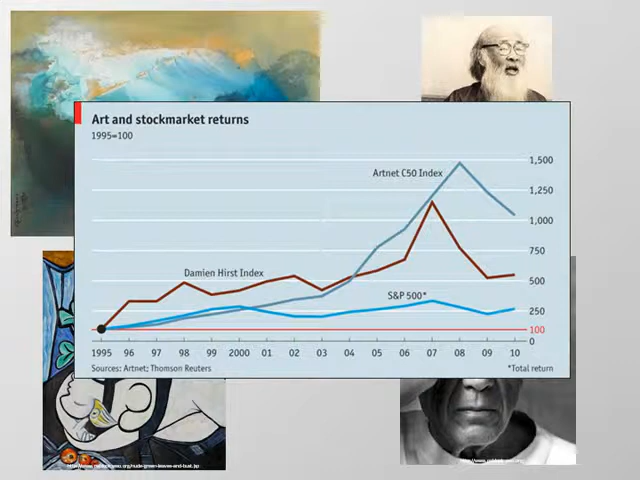 Art and stockmarket returns
1995=100
1,500
Artnet C50 Index
1,250
1,000
750
Damien Hirst Index
500
S&P 500*
250
100
0
1995 96 97 98 99 2000 01 02 03 04 05 06 07 08 09 10
Sources: Artnet; Thomson Reuters *Total return